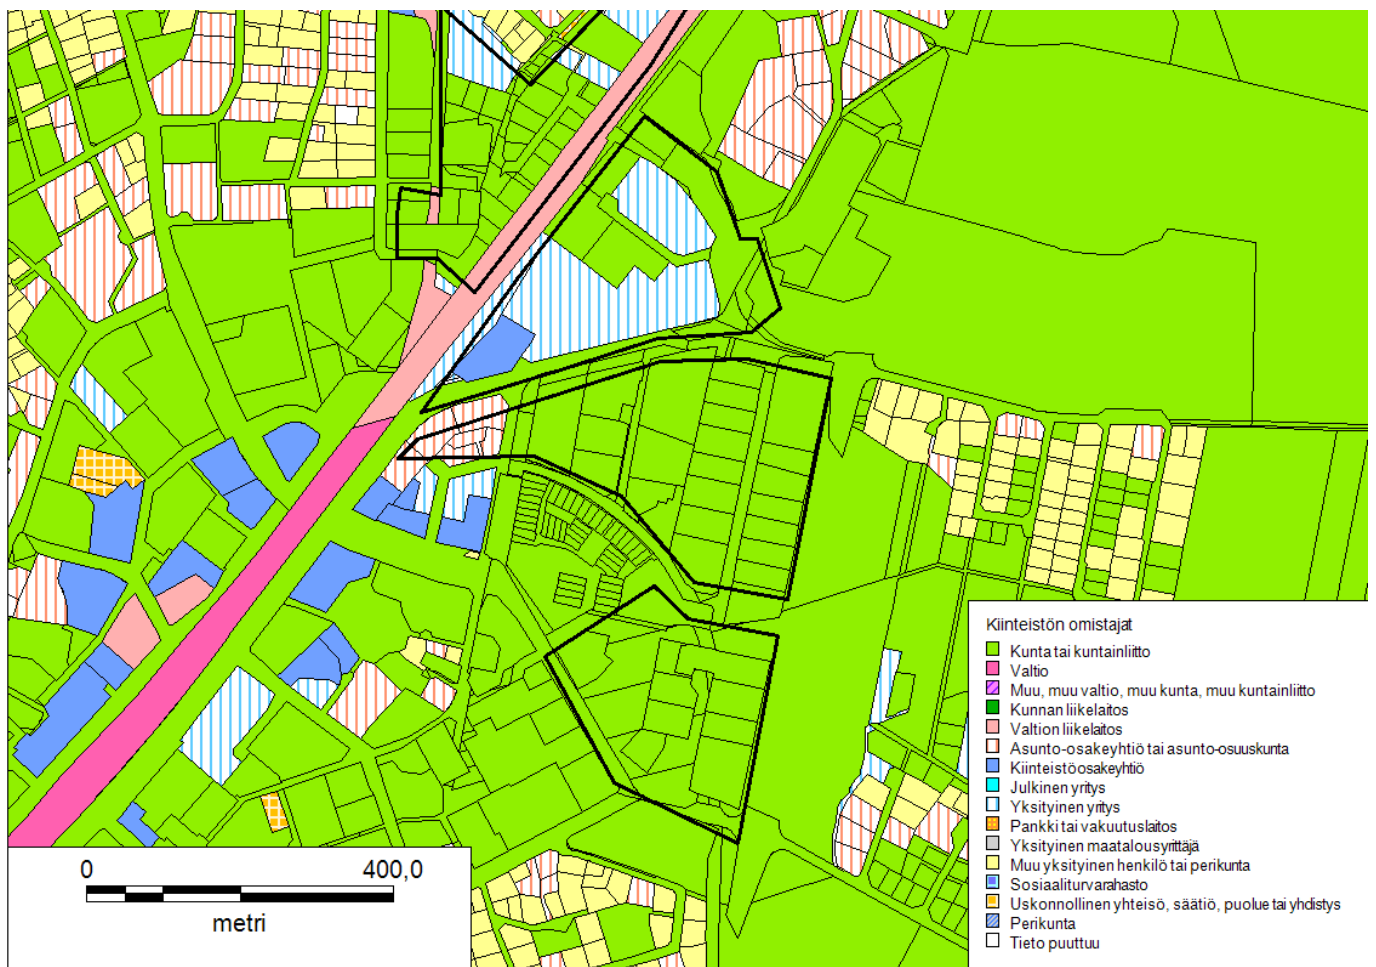 Kiinteistön omistajat
Kunta tai kuntainliitto
Valtio
Muu, muu valtio, muu kunta, muu kuntainliitto
Kunnan liikelaitos
Valtion liikelaitos
Asunto-osakeyhtiö tai asunto-osuuskunta
Kiinteistöosakeyhtiö
Julkinen yritys
Yksityinen yritys
Pankki tai vakuutuslaitos
Yksityinen maatalousyrittäjä
Muu yksityinen henkilö tai perikunta
Sosiaaliturvarahasto
Uskonnollinen yhteisö, säätiö, puolue tai yhdistys
Perikunta
Tieto puuttuu
0 400,0
metri